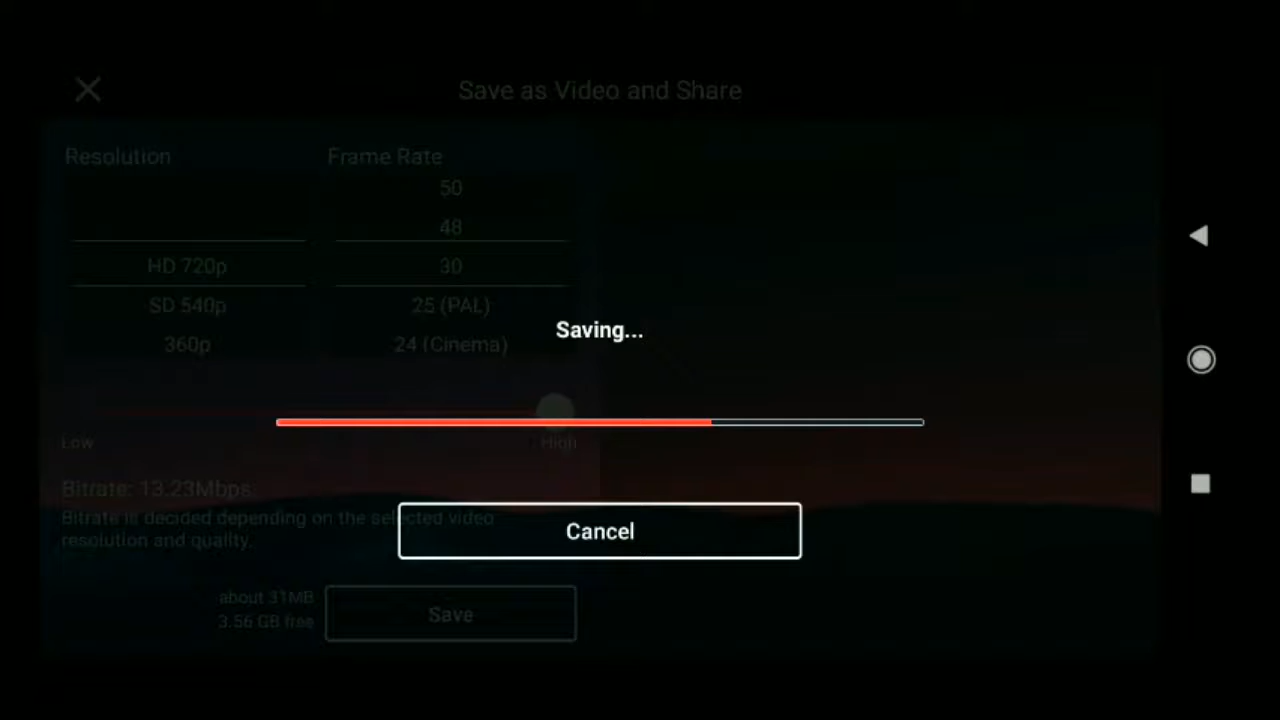 Save as Video and Share
Resolution
Frame Rate
50
48
HD 720p
30
SD 540p
25 (PAL)
360p
24 (Cinema)
Saving...
Low
High
Bitrate: 13.23Mbps
Bitrate is decided depending on the selected video
resolution and quality.
Cancel
about 31MB
3.56 GB free
Save